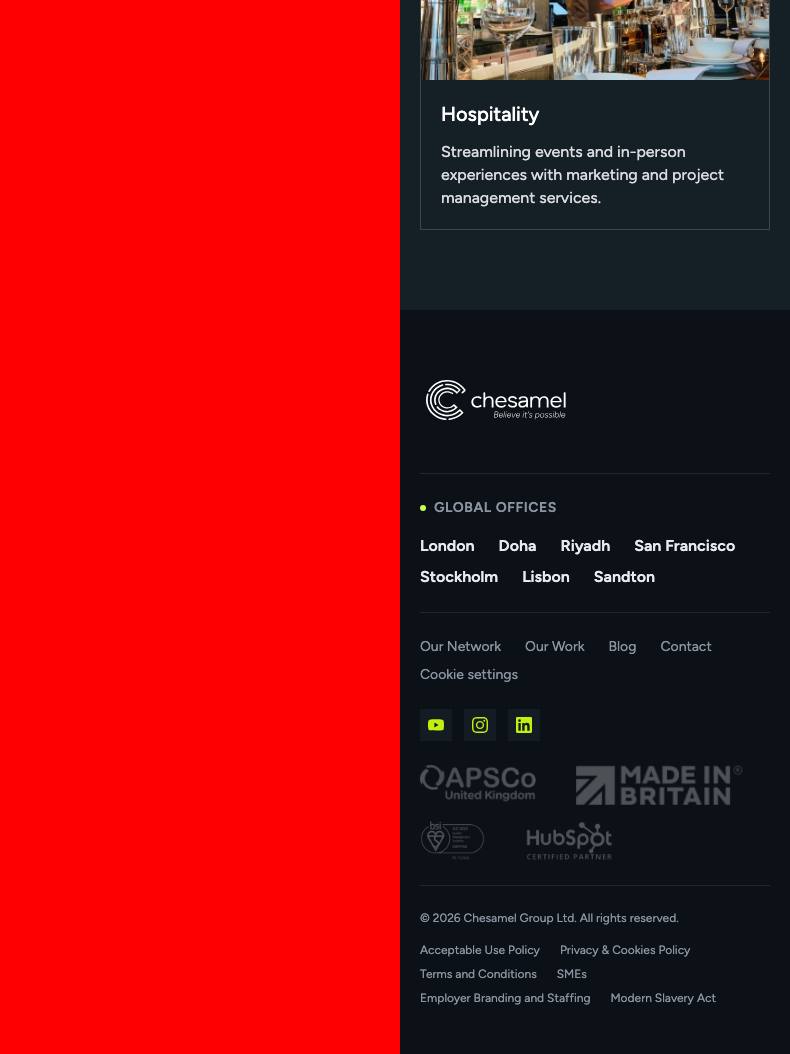 Hospitality
Streamlining events and in-person
experiences with marketing and project
management services.
chesamel
Believe it's possible
GLOBAL OFFICES
London Doha Riyadh San Francisco
Stockholm Lisbon Sandton
Our Network Our Work Blog Contact
Cookie settings
APSCo
United Kingdom
MADE IN
BRITAIN
®
bsi
HubSpot
CERTIFIED PARTNER
© 2026 Chesamel Group Ltd. All rights reserved.
Acceptable Use Policy Privacy & Cookies Policy
Terms and Conditions SMEs
Employer Branding and Staffing Modern Slavery Act